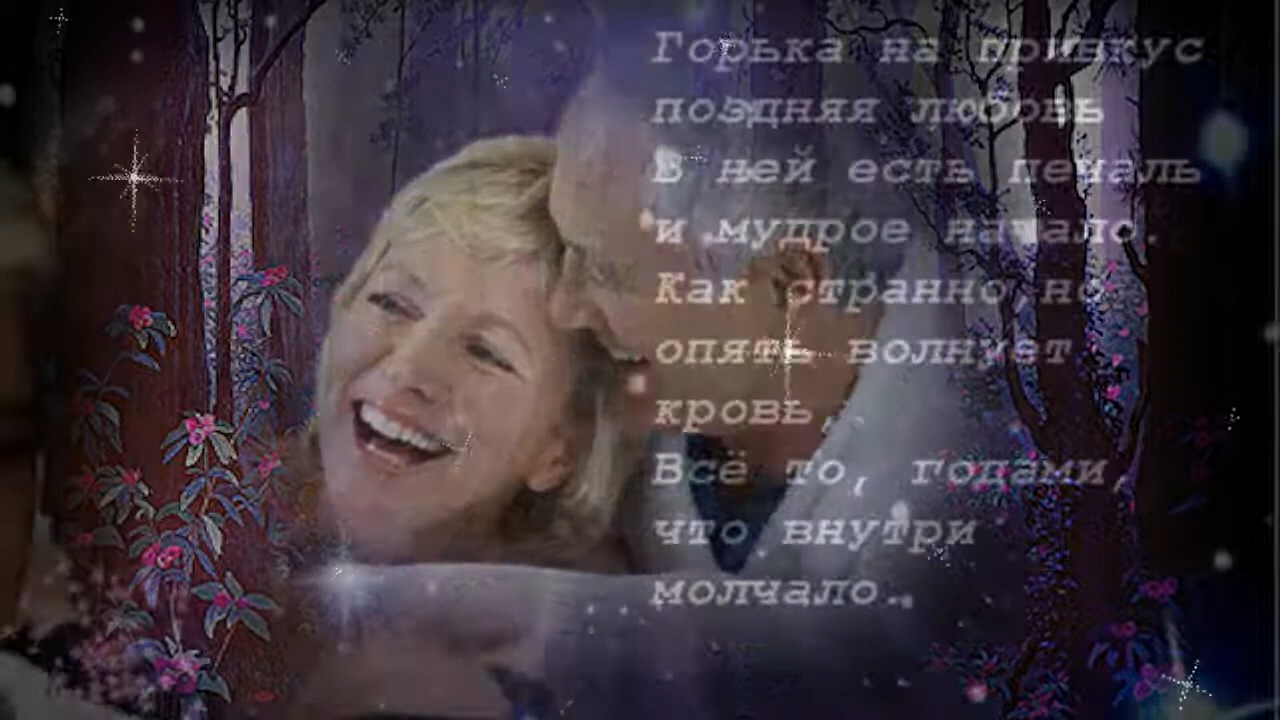 Горька на привкус
поздняя любовь
В ней есть печаль
и мудрое начало.
Как странно но
опять волнует
кровь,
Всё то, годами,
что внутри
молчало.